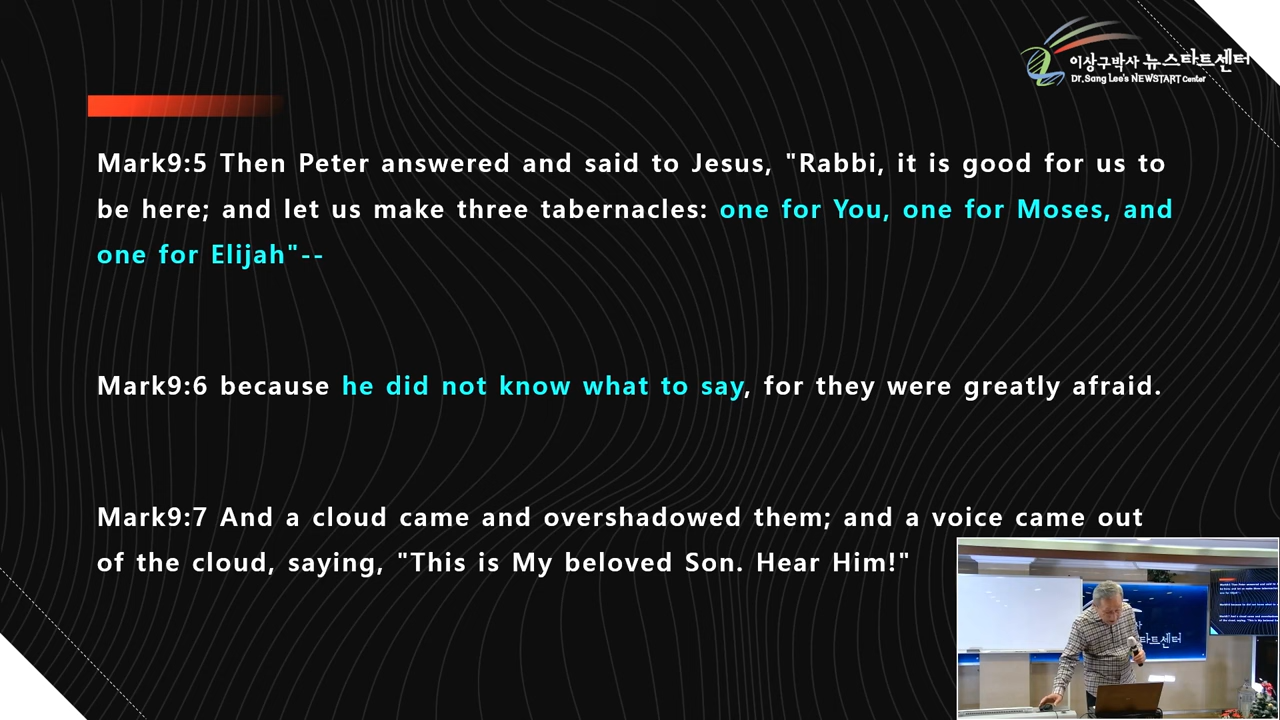 이상구박사 뉴스타트센터
Dr.Sang Lee's NEWSTART Center
Mark9:5 Then Peter answered and said to Jesus, "Rabbi, it is good for us to
be here; and let us make three tabernacles: one for You, one for Moses, and
one for Elijah"--
Mark9:6 because he did not know what to say, for they were greatly afraid.
Mark9:7 And a cloud came and overshadowed them; and a voice came out
of the cloud, saying, "This is My beloved Son. Hear Him!"
타트센터